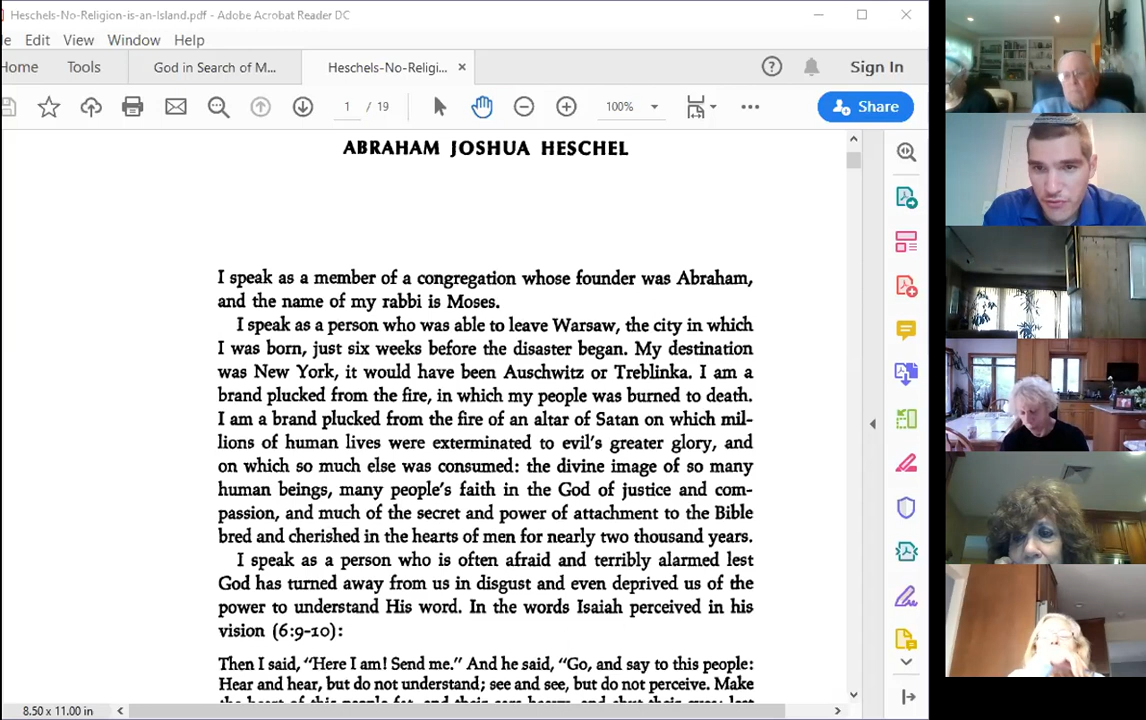 Heschels-No-Religion-is-an-Island.pdf - Adobe Acrobat Reader DC
Edit View Window Help
Home Tools God in Search of M... Heschels-No-Religi... × Sign In
1 / 19 100% Share
ABRAHAM JOSHUA HESCHEL
I speak as a member of a congregation whose founder was Abraham,
and the name of my rabbi is Moses.
I speak as a person who was able to leave Warsaw, the city in which
I was born, just six weeks before the disaster began. My destination
was New York, it would have been Auschwitz or Treblinka. I am a
brand plucked from the fire, in which my people was burned to death.
I am a brand plucked from the fire of an altar of Satan on which mil-
lions of human lives were exterminated to evil's greater glory, and
on which so much else was consumed: the divine image of so many
human beings, many people's faith in the God of justice and com-
passion, and much of the secret and power of attachment to the Bible
bred and cherished in the hearts of men for nearly two thousand years.
I speak as a person who is often afraid and terribly alarmed lest
God has turned away from us in disgust and even deprived us of the
power to understand His word. In the words Isaiah perceived in his
vision (6:9-10):
Then I said, "Here I am! Send me." And he said, "Go, and say to this people:
Hear and hear, but do not understand; see and see, but do not perceive. Make
8.50 x 11.00 in